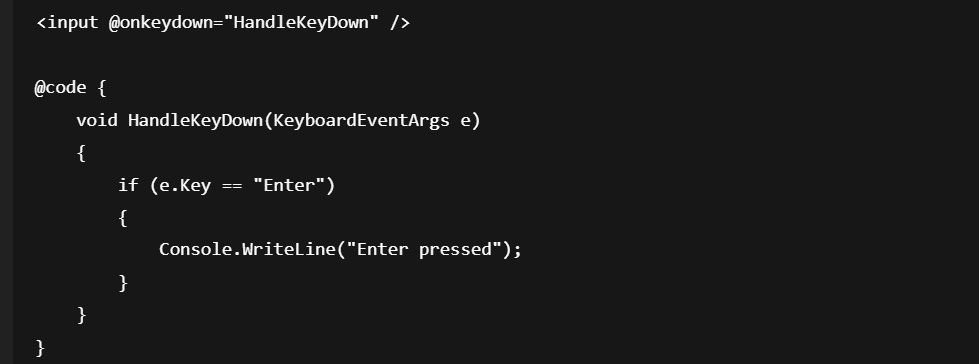 <input @onkeydown="HandleKeyDown" />
@code {
void HandleKeyDown(KeyboardEventArgs e)
{
if (e.Key == "Enter")
{
Console.WriteLine("Enter pressed");
}
}
}